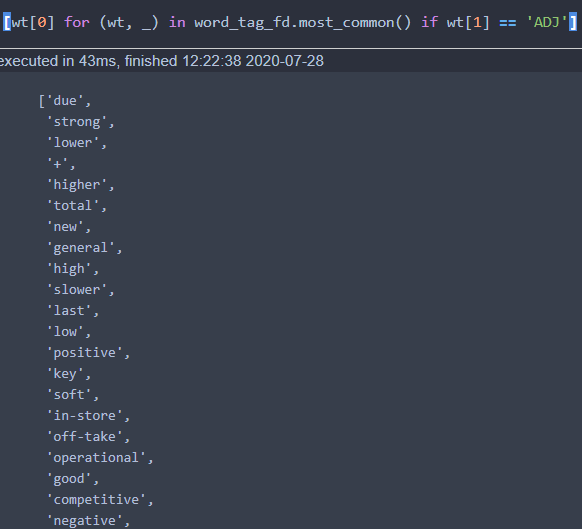 [wt[0] for (wt, _) in word_tag_fd.most_common() if wt[1] == 'ADJ']
executed in 43ms, finished 12:22:38 2020-07-28
['due',
'strong',
'lower',
'+',
'higher',
'total',
'new',
'general',
'high',
'slower',
'last',
'low',
'positive',
'key',
'soft',
'in-store',
'off-take',
'operational',
'good',
'competitive',
'negative',